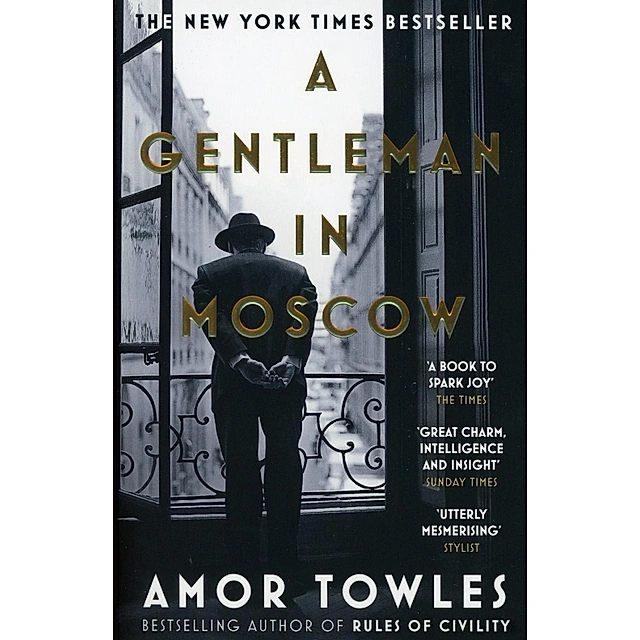 THE NEW YORK TIMES BESTSELLER
A
GENTLEMAN
IN
MOSCOW
'A BOOK TO
SPARK JOY'
THE TIMES
'GREAT CHARM,
INTELLIGENCE
AND INSIGHT'
SUNDAY TIMES
'UTTERLY
MESMERISING'
STYLIST
AMOR TOWLES
BESTSELLING AUTHOR OF RULES OF CIVILITY